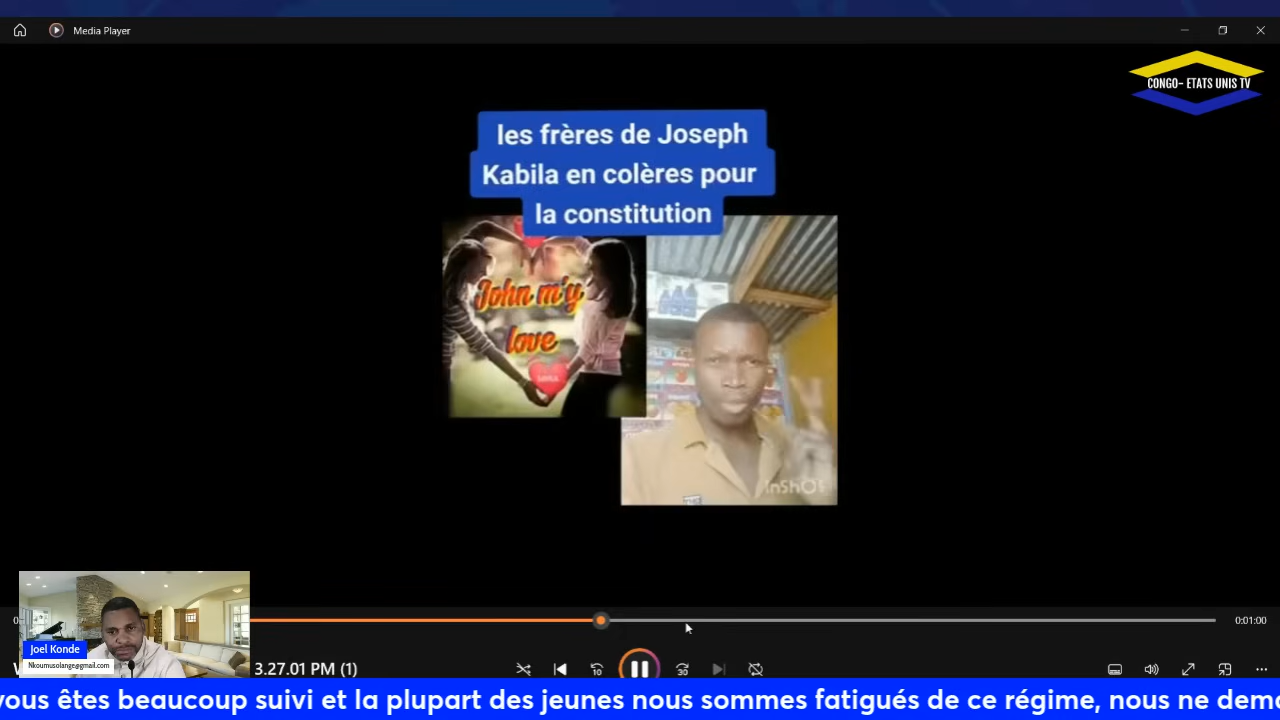 Media Player
CONGO- ETATS UNIS TV
les frères de Joseph
Kabila en colères pour
la constitution
John m'y
love
InShOt
0:01:00
Joel Konde
Nkoumusolange@gmail.com
3.27.01 PM (1)
10
30
vous êtes beaucoup suivi et la plupart des jeunes nous sommes fatigués de ce régime, nous ne dem